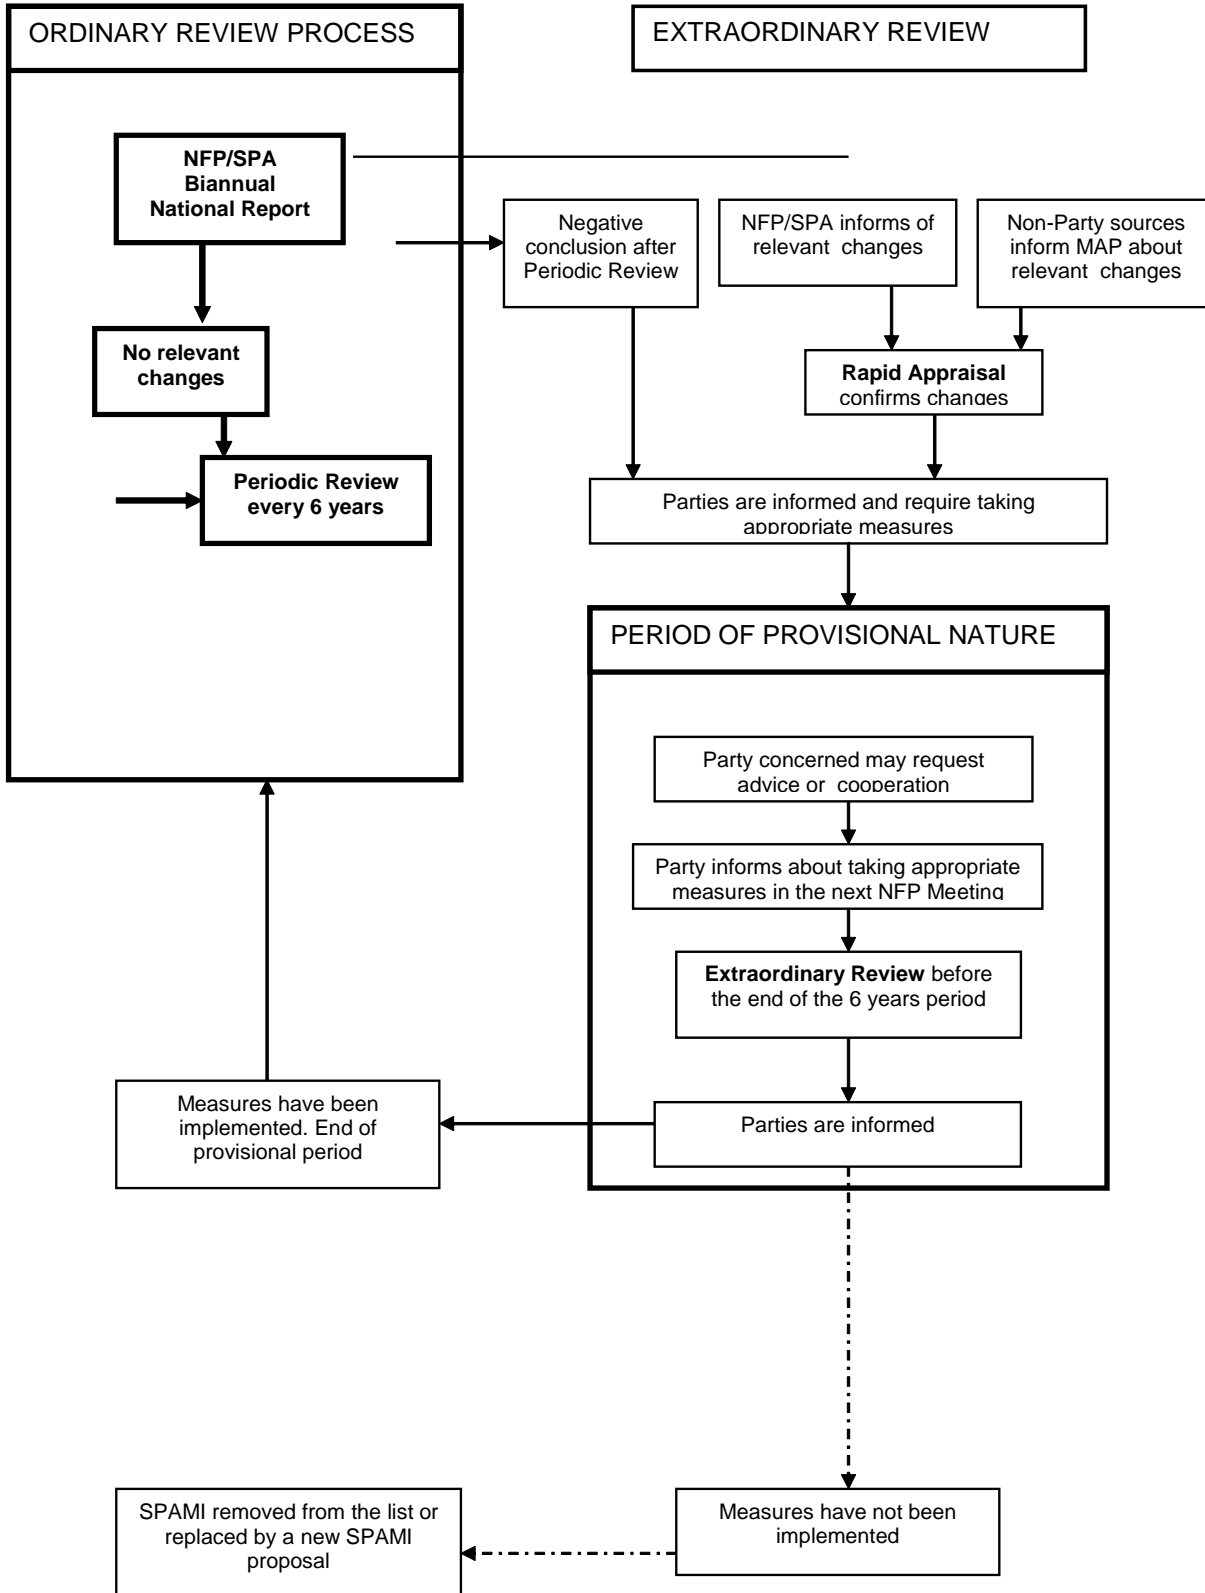 ORDINARY REVIEW PROCESS
EXTRAORDINARY REVIEW
NFP/SPA
Biannual
National Report
No relevant
changes
Periodic Review
every 6 years
Negative
conclusion after
Periodic Review
NFP/SPA informs of
relevant changes
Non-Party sources
inform MAP about
relevant changes
Rapid Appraisal
confirms changes
Parties are informed and require taking
appropriate measures
PERIOD OF PROVISIONAL NATURE
Party concerned may request
advice or cooperation
Party informs about taking appropriate
measures in the next NFP Meeting
Extraordinary Review before
the end of the 6 years period
Parties are informed
Measures have been
implemented. End of
provisional period
Measures have not been
implemented
SPAMI removed from the list or
replaced by a new SPAMI
proposal